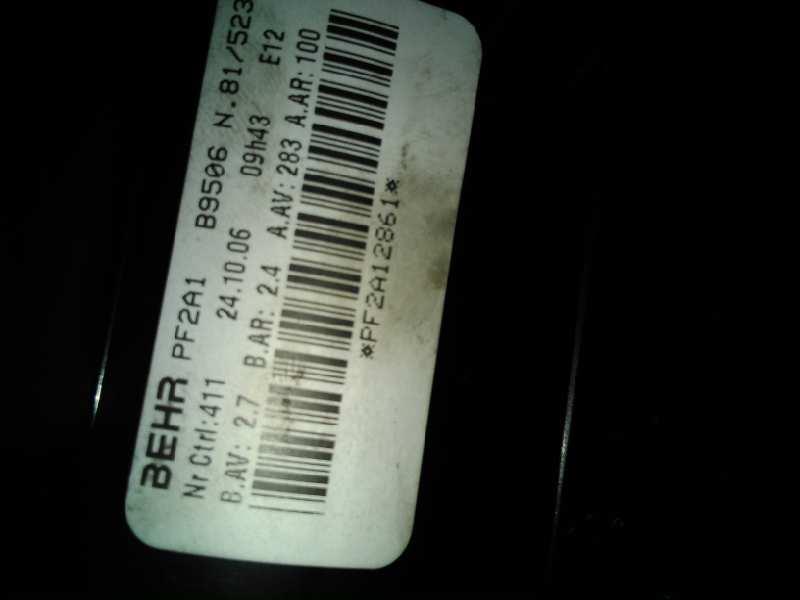 BEHR PF2A1 B9506 N.81/523
Nr Ctrl:411 24.10.06 09h43 E12
B.AV: 2.7 B.AR: 2.4 A.AV:283 A.AR:100
*PF2A12861*